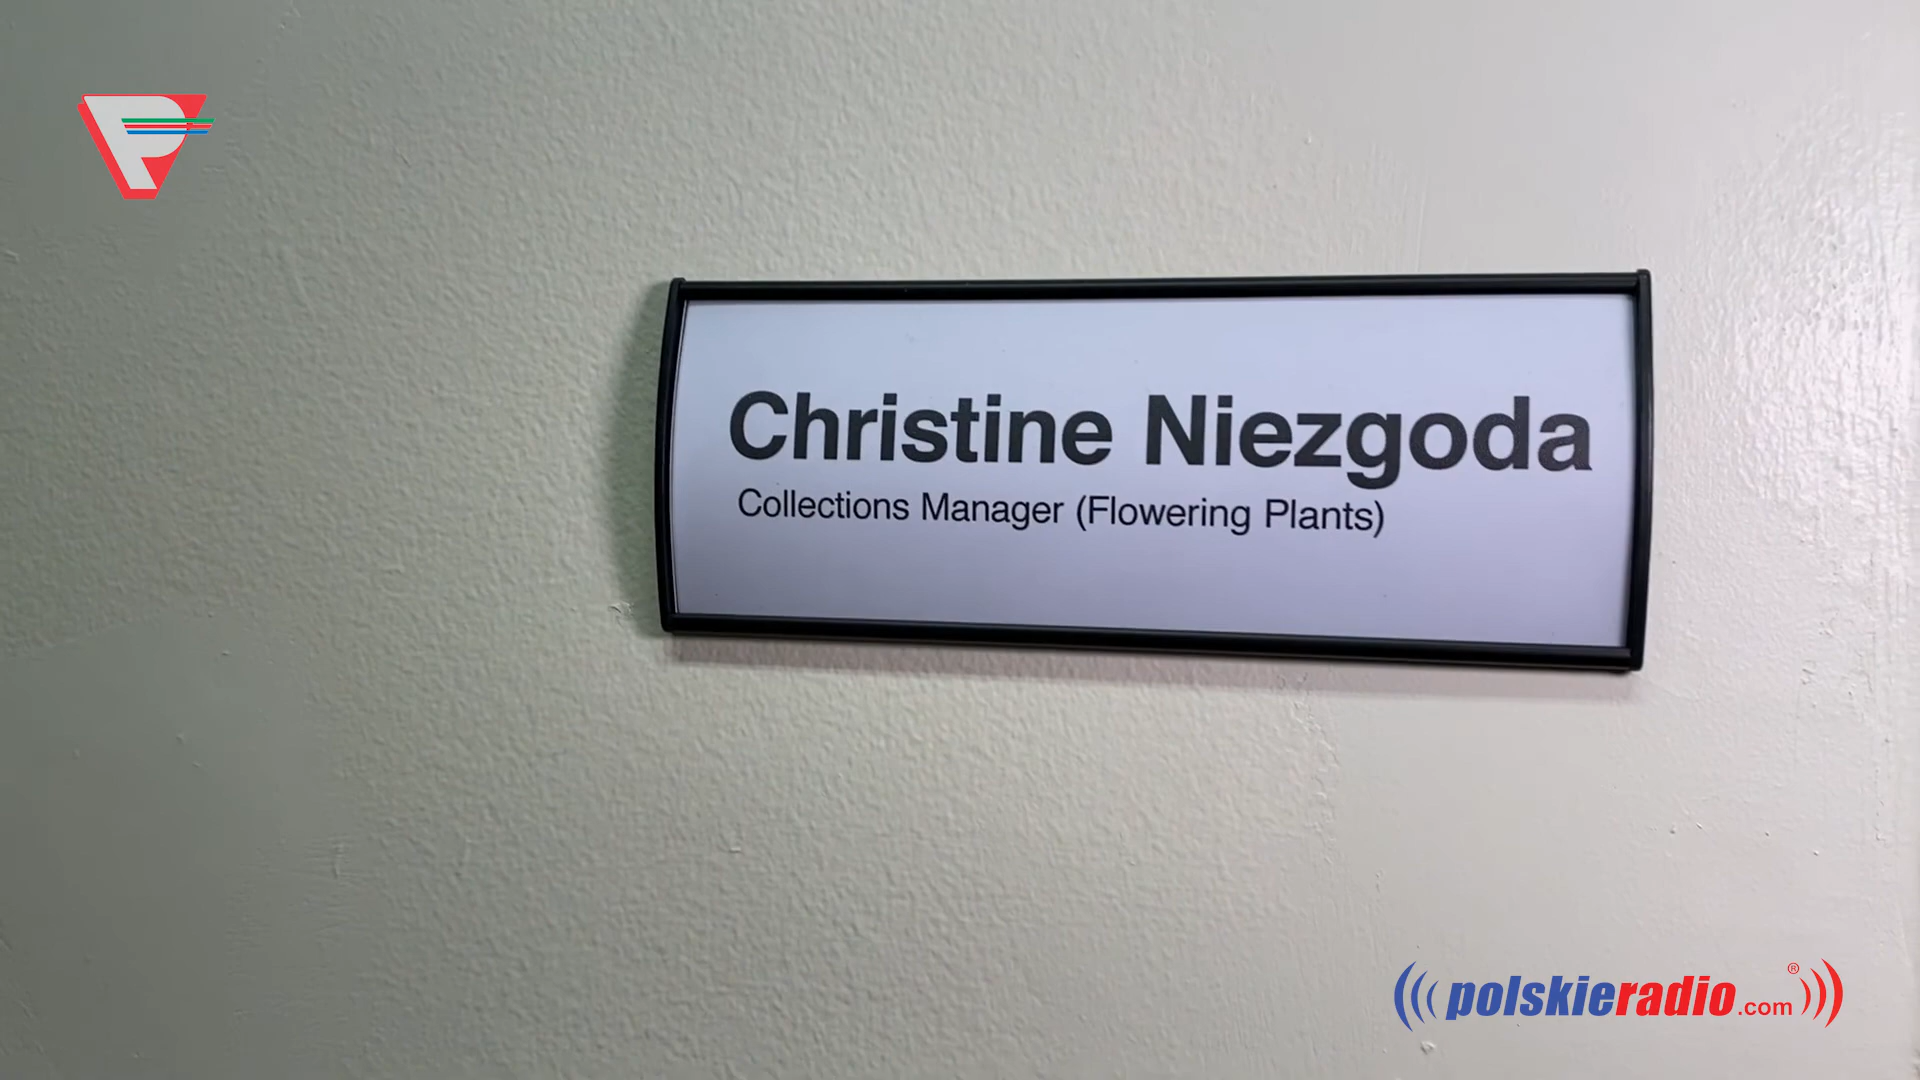 Christine Niezgoda
Collections Manager (Flowering Plants)
polskieradio.com®